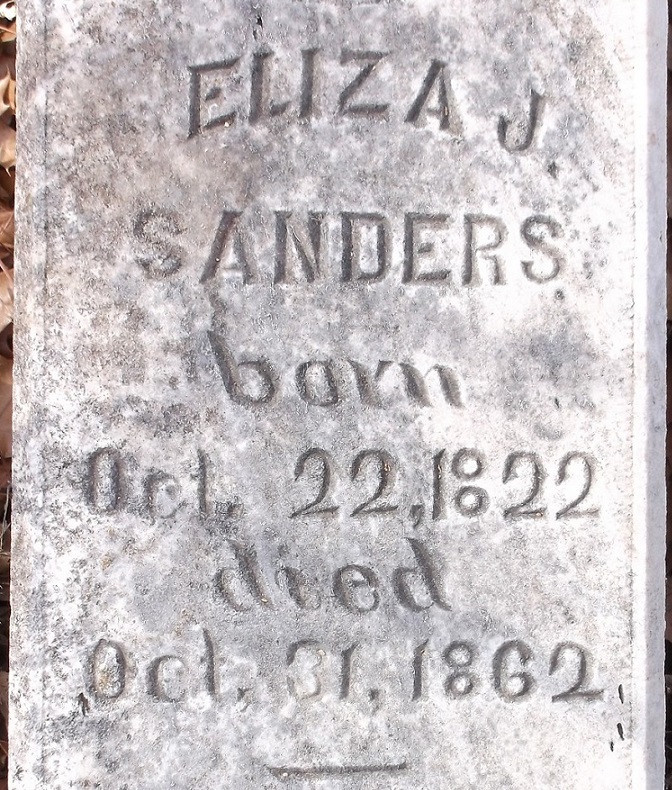 ELIZA J.
SANDERS
born
Oct. 22, 1822
died
Oct. 31, 1862